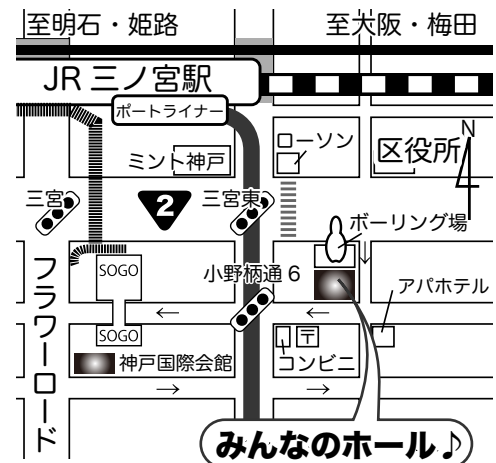 至明石・姫路
至大阪・梅田
JR 三ノ宮駅
ポートライナー
ローソン
区役所
N
ミント神戸
三宮
2
三宮東
ボーリング場
SOGO
小野柄通 6
アパホテル
フラワーロード
←
←
↓
SOGO
〒
神戸国際会館
コンビニ
→
→
みんなのホール♪